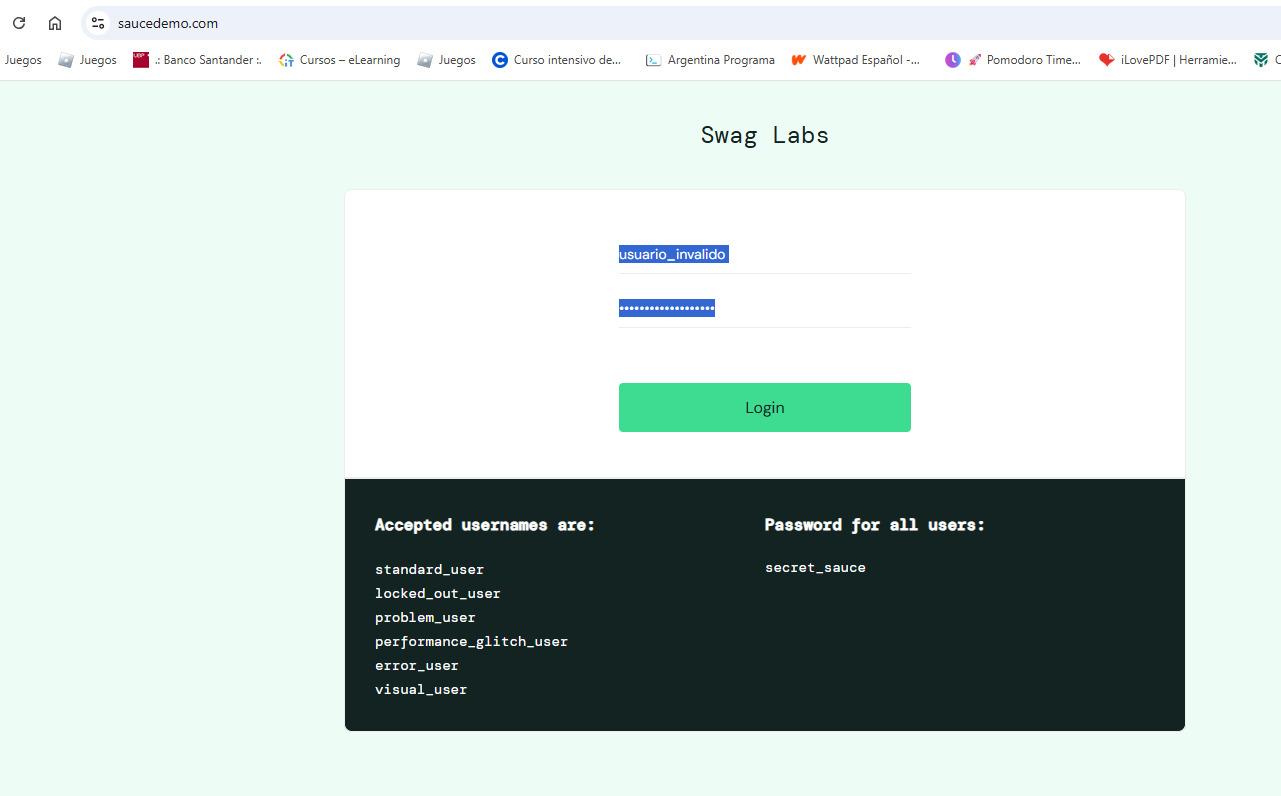 saucedemo.com
Juegos Juegos .: Banco Santander :. Cursos – eLearning Juegos Curso intensivo de... Argentina Programa Wattpad Español -... 🚀 Pomodoro Time... iLovePDF | Herramie...
Swag Labs
usuario_invalido
•••••••••••••••••••
Login
Accepted usernames are:
standard_user
locked_out_user
problem_user
performance_glitch_user
error_user
visual_user
Password for all users:
secret_sauce